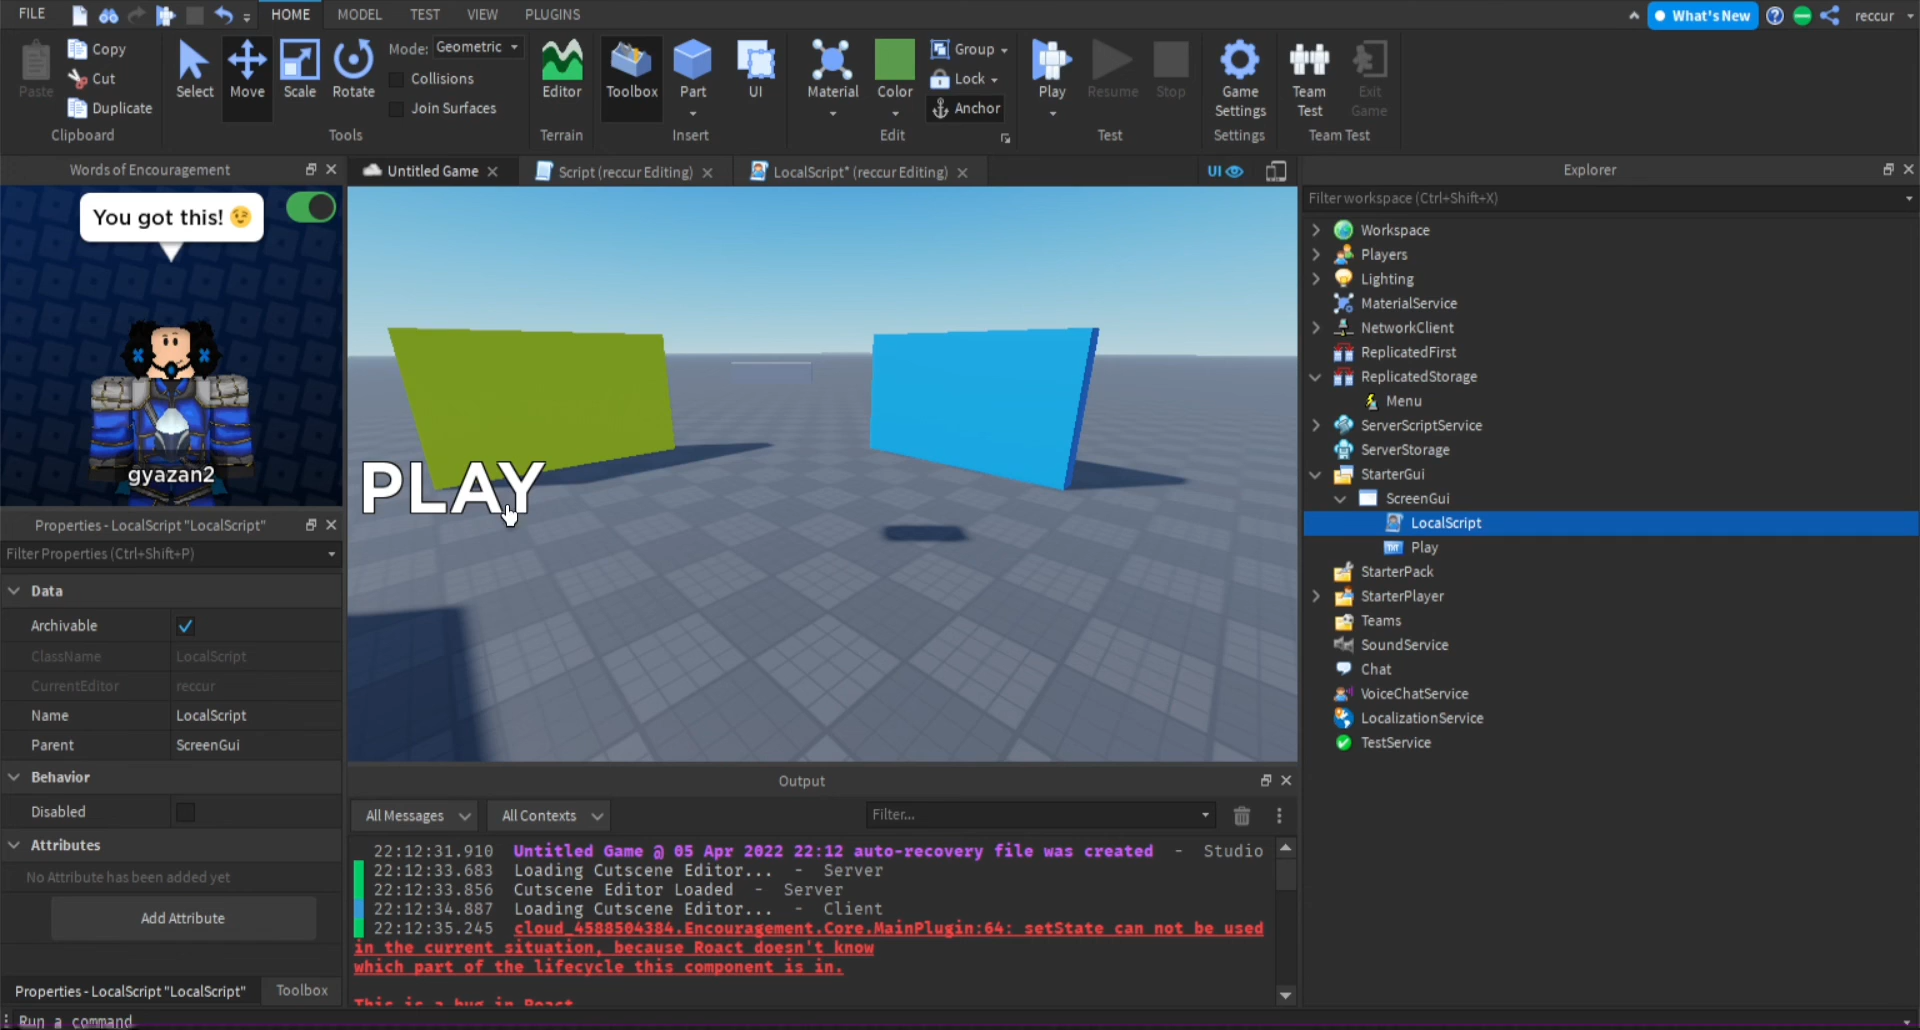 FILE
HOME
MODEL
TEST
VIEW
PLUGINS
What's New
reccur
Paste
Copy
Cut
Duplicate
Clipboard
Select
Move
Scale
Rotate
Mode: Geometric
Collisions
Join Surfaces
Tools
Editor
Terrain
Toolbox
Part
UI
Insert
Material
Color
Group
Lock
Anchor
Edit
Play
Resume
Stop
Test
Game
Settings
Settings
Team
Test
Exit
Game
Team Test
Words of Encouragement
You got this! 😉
gyazan2
Untitled Game
Script (reccur Editing)
LocalScript* (reccur Editing)
UI
PLAY
Explorer
Filter workspace (Ctrl+Shift+X)
Workspace
Players
Lighting
MaterialService
NetworkClient
ReplicatedFirst
ReplicatedStorage
Menu
ServerScriptService
ServerStorage
StarterGui
ScreenGui
LocalScript
TXT Play
StarterPack
StarterPlayer
Teams
SoundService
Chat
VoiceChatService
LocalizationService
TestService
Properties - LocalScript "LocalScript"
Filter Properties (Ctrl+Shift+P)
Data
Archivable
ClassName LocalScript
CurrentEditor reccur
Name LocalScript
Parent ScreenGui
Behavior
Disabled
Attributes
No Attribute has been added yet
Add Attribute
Properties - LocalScript "LocalScript"
Toolbox
Output
All Messages
All Contexts
Filter...
22:12:31.910 Untitled Game @ 05 Apr 2022 22:12 auto-recovery file was created - Studio
22:12:33.683 Loading Cutscene Editor... - Server
22:12:33.856 Cutscene Editor Loaded - Server
22:12:34.887 Loading Cutscene Editor... - Client
22:12:35.245 cloud_4588504384.Encouragement.Core.MainPlugin:64: setState can not be used
in the current situation, because Roact doesn't know
which part of the lifecycle this component is in.
This is a bug in Roact
Run a command